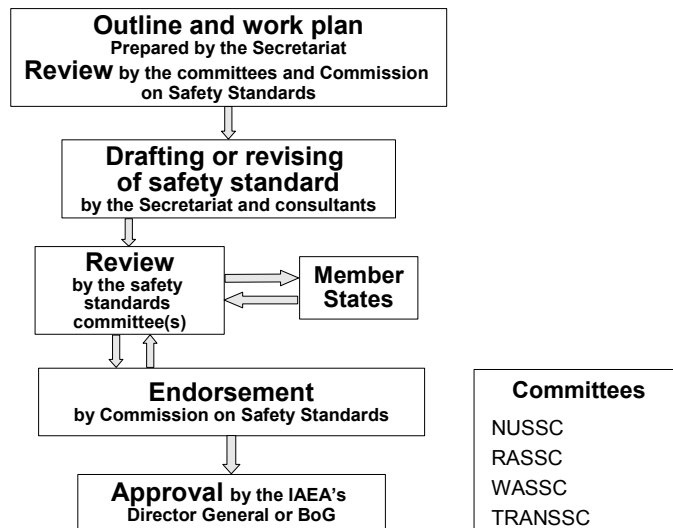 Outline and work plan
Prepared by the Secretariat
Review by the committees and Commission
on Safety Standards
Drafting or revising
of safety standard
by the Secretariat and consultants
Review
by the safety
standards
committee(s)
Member
States
Endorsement
by Commission on Safety Standards
Approval by the IAEA’s
Director General or BoG
Committees
NUSSC
RASSC
WASSC
TRANSSC